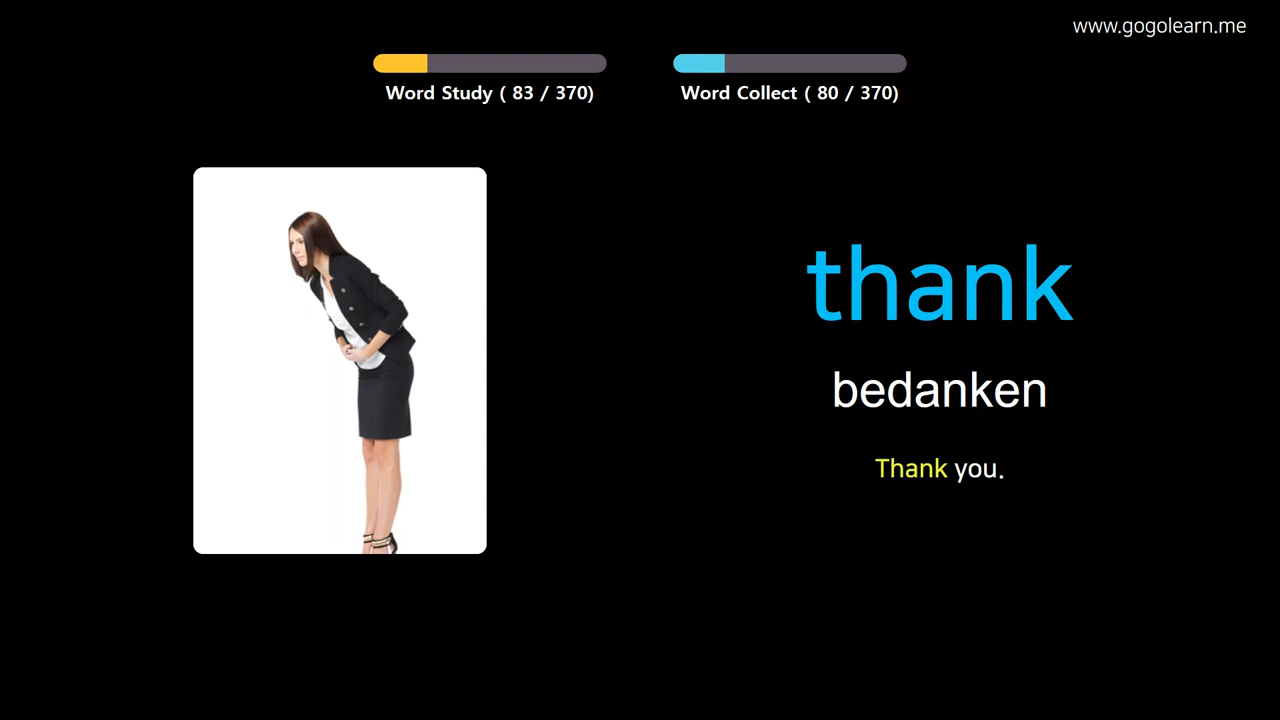 www.gogolearn.me
Word Study ( 83 / 370)
Word Collect ( 80 / 370)
thank
bedanken
Thank you.